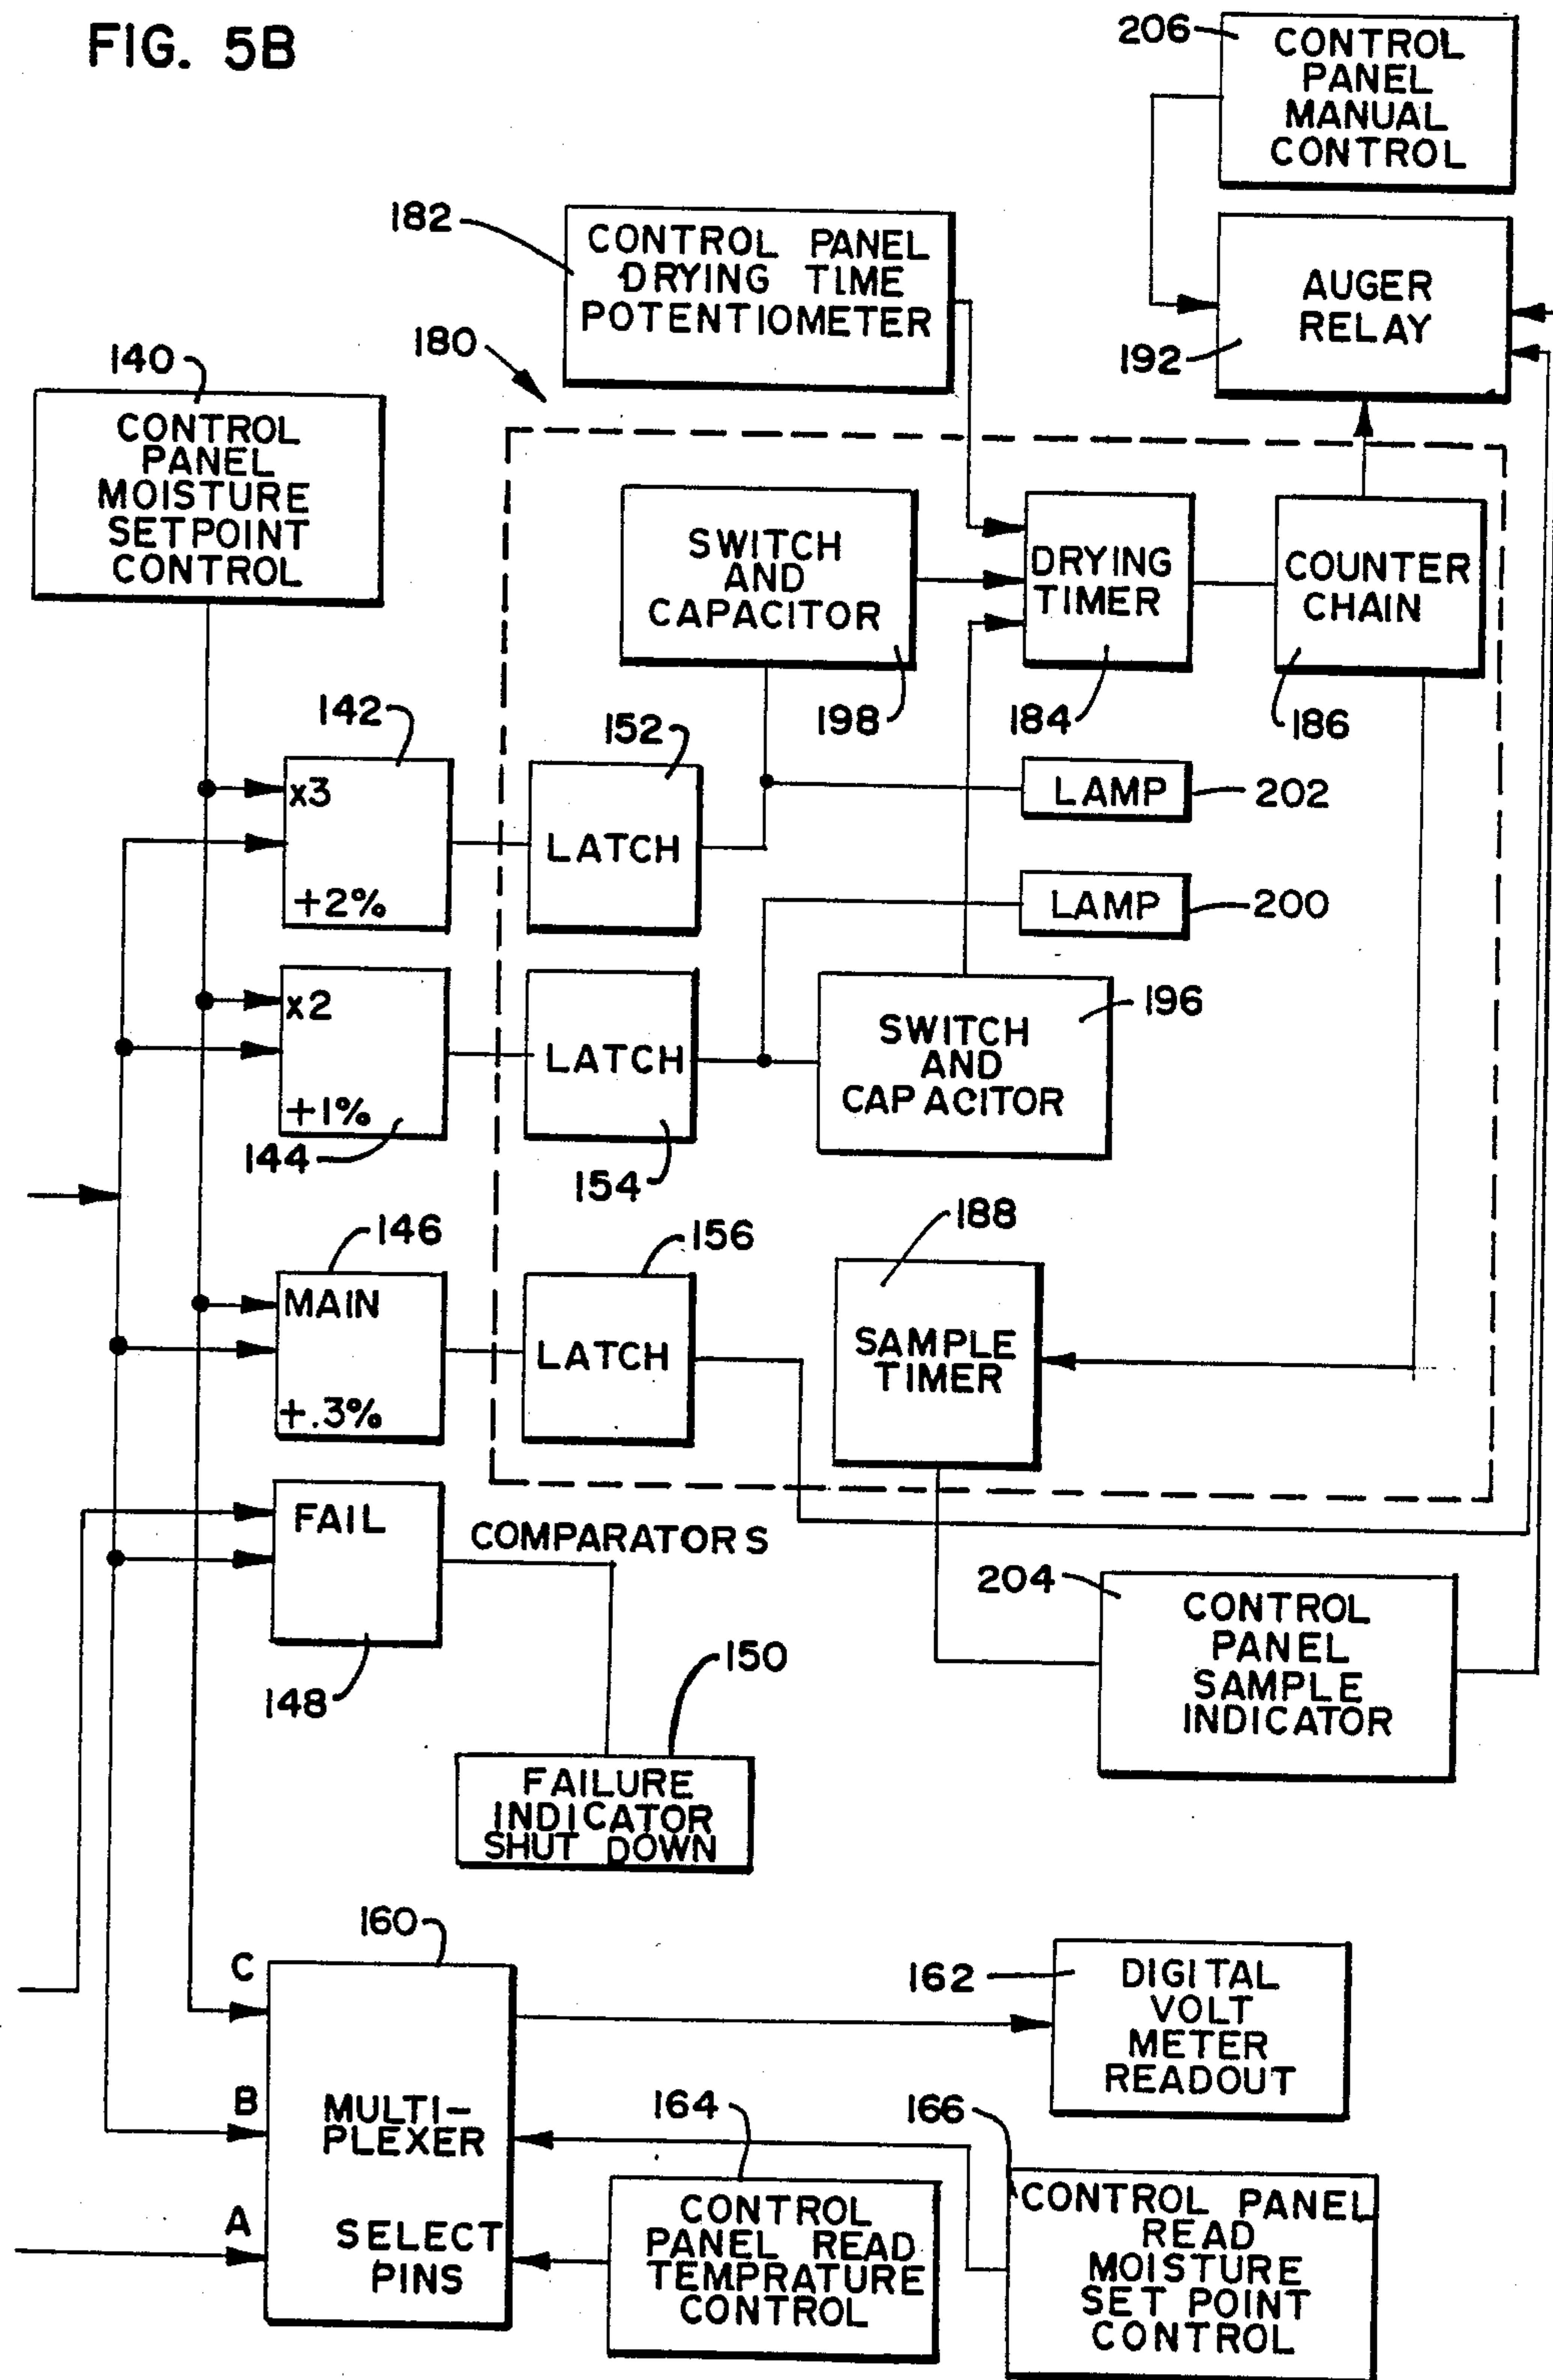 FIG. 5B
206
CONTROL
PANEL
MANUAL
CONTROL
182
CONTROL PANEL
DRYING TIME
POTENTIOMETER
AUGER
RELAY
192
180
140
CONTROL
PANEL
MOISTURE
SETPOINT
CONTROL
SWITCH
AND
CAPACITOR
198
DRYING
TIMER
184
COUNTER
CHAIN
186
142
x3
+2%
152
LATCH
LAMP
202
LAMP
200
x2
+1%
144
LATCH
154
SWITCH
AND
CAPACITOR
196
146
MAIN
+.3%
156
LATCH
188
SAMPLE
TIMER
FAIL
148
COMPARATORS
204
CONTROL
PANEL
SAMPLE
INDICATOR
150
FAILURE
INDICATOR
SHUT DOWN
160
C
B
A
MULTI-
PLEXER
SELECT
PINS
162
DIGITAL
VOLT
METER
READOUT
164
CONTROL
PANEL READ
TEMPRATURE
CONTROL
166
CONTROL PANEL
READ
MOISTURE
SET POINT
CONTROL